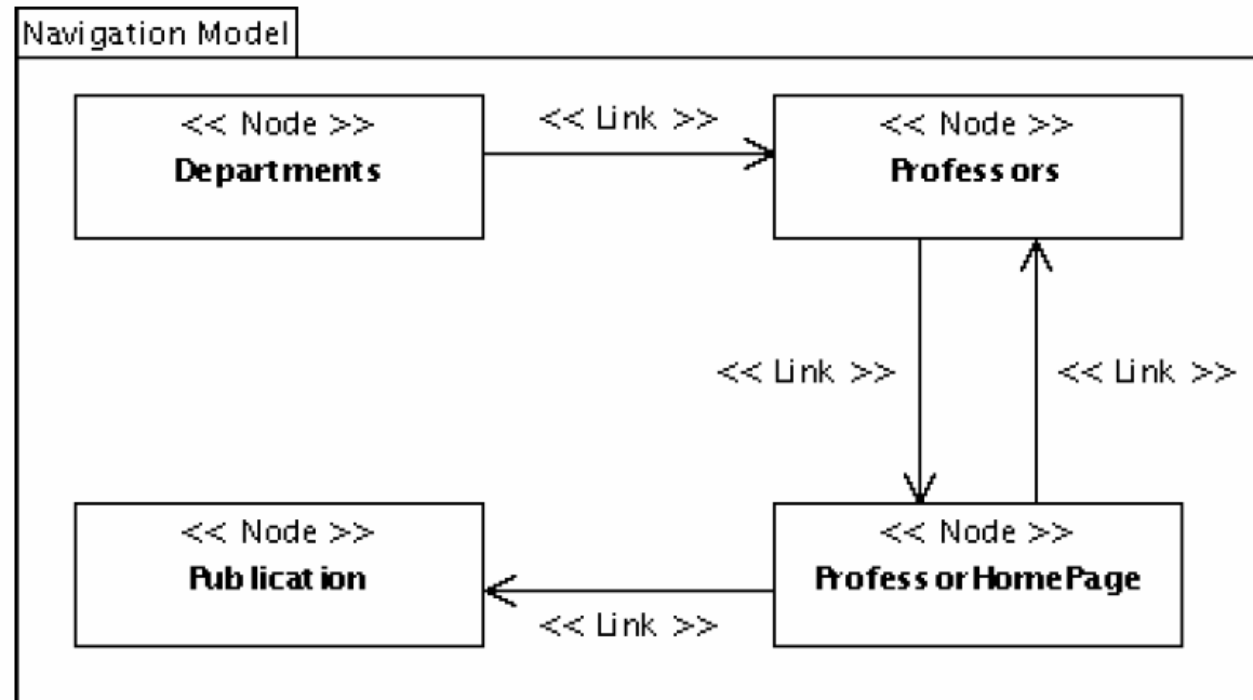 Navigation Model
<< Node >>
Departments
<< Link >>
<< Node >>
Professors
<< Link >>
<< Link >>
<< Node >>
Publication
<< Link >>
<< Node >>
ProfessorHomePage